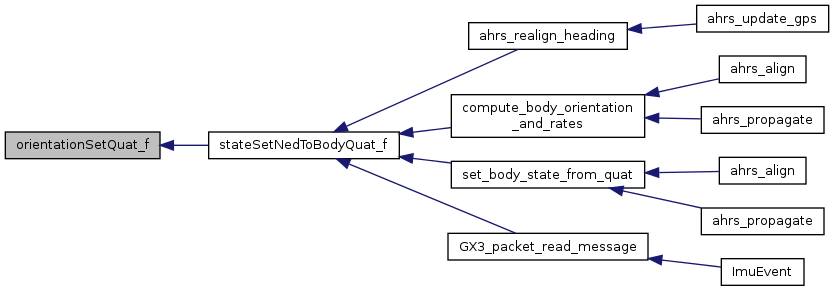 orientationSetQuat_f
stateSetNedToBodyQuat_f
ahrs_realign_heading
ahrs_update_gps
compute_body_orientation
_and_rates
ahrs_align
ahrs_propagate
set_body_state_from_quat
ahrs_align
ahrs_propagate
GX3_packet_read_message
ImuEvent